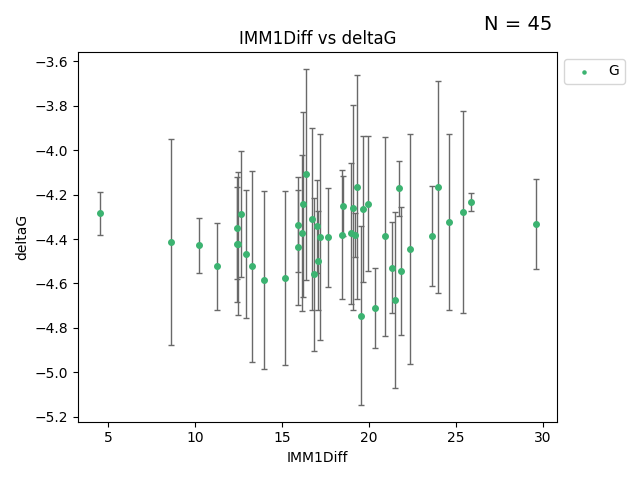 N = 45
IMM1Diff vs deltaG
G
−3.6
−3.8
−4.0
−4.2
−4.4
−4.6
−4.8
−5.0
−5.2
deltaG
5 10 15 20 25 30
IMM1Diff